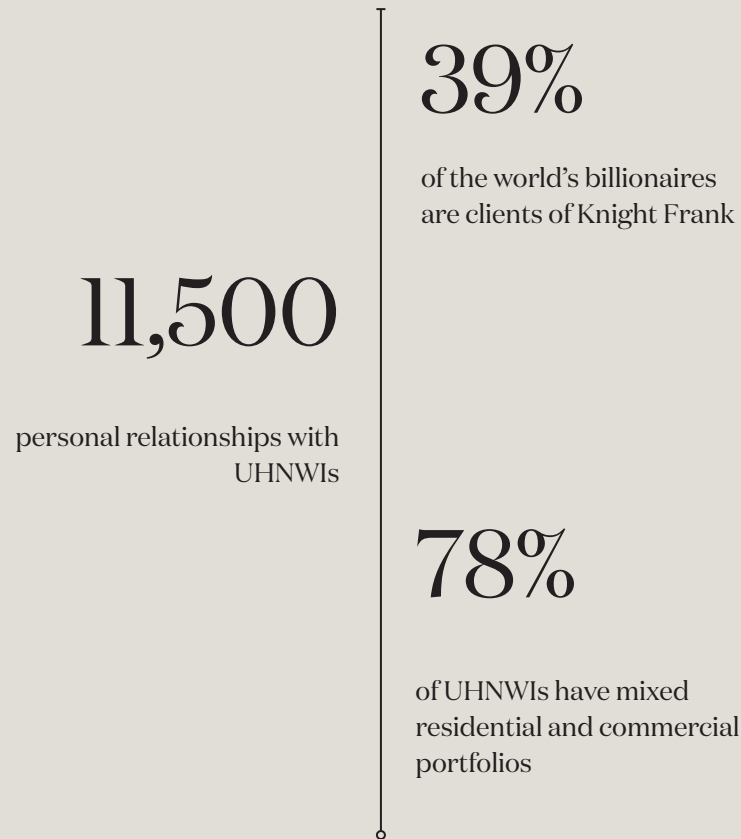 39%
of the world’s billionaires
are clients of Knight Frank
11,500
personal relationships with
UHNWIs
78%
of UHNWIs have mixed
residential and commercial
portfolios